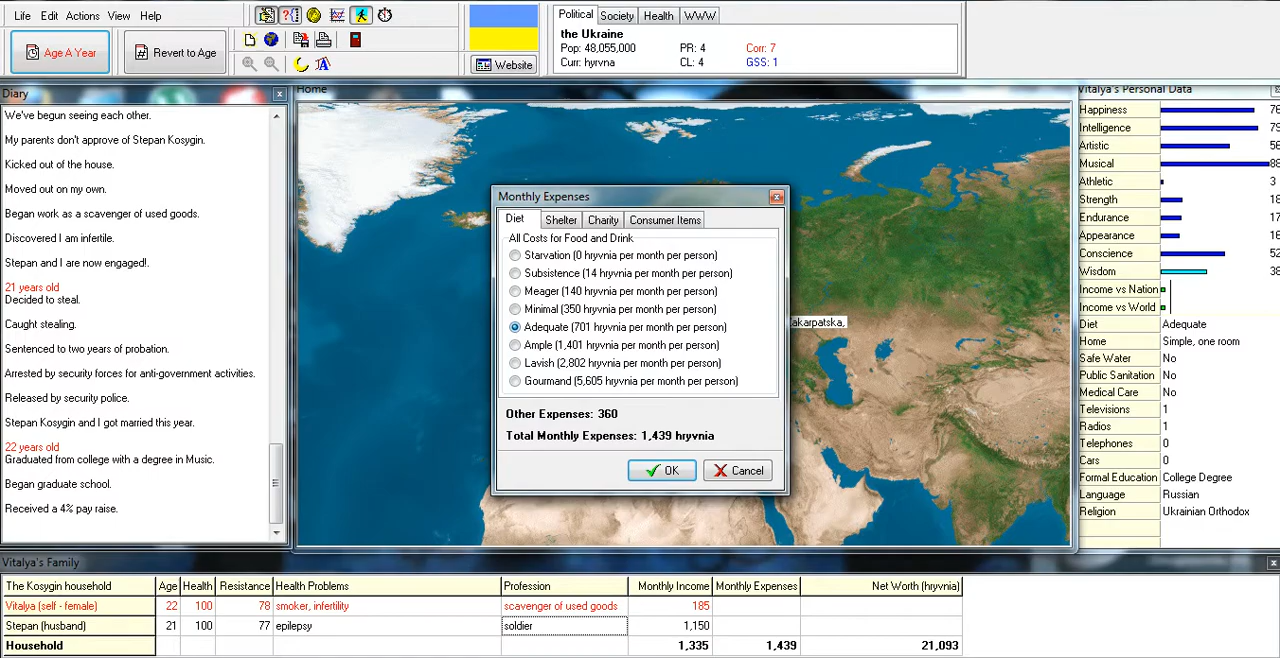 Life Edit Actions View Help
Age A Year
Revert to Age
Website
Political Society Health WWW
the Ukraine
Pop: 48,055,000 PR: 4 Corr: 7
Curr: hyrvna CL: 4 GSS: 1
Diary
We've begun seeing each other.
My parents don't approve of Stepan Kosygin.
Kicked out of the house.
Moved out on my own.
Began work as a scavenger of used goods.
Discovered I am infertile.
Stepan and I are now engaged!.
21 years old
Decided to steal.
Caught stealing.
Sentenced to two years of probation.
Arrested by security forces for anti-government activities.
Released by security police.
Stepan Kosygin and I got married this year.
22 years old
Graduated from college with a degree in Music.
Began graduate school.
Received a 4% pay raise.
Home
akarpatska,
Monthly Expenses
Diet Shelter Charity Consumer Items
All Costs for Food and Drink
Starvation (0 hryvnia per month per person)
Subsistence (14 hryvnia per month per person)
Meager (140 hryvnia per month per person)
Minimal (350 hryvnia per month per person)
Adequate (701 hryvnia per month per person)
Ample (1,401 hryvnia per month per person)
Lavish (2,802 hryvnia per month per person)
Gourmand (5,605 hryvnia per month per person)
Other Expenses: 360
Total Monthly Expenses: 1,439 hryvnia
OK Cancel
Vitalya's Personal Data
Happiness
Intelligence 79
Artistic 56
Musical 88
Athletic 3
Strength 18
Endurance 17
Appearance 16
Conscience 52
Wisdom 38
Income vs Nation
Income vs World
Diet Adequate
Home Simple, one room
Safe Water No
Public Sanitation No
Medical Care No
Televisions 1
Radios 1
Telephones 0
Cars 0
Formal Education College Degree
Language Russian
Religion Ukrainian Orthodox
Vitalya's Family
The Kosygin household Age Health Resistance Health Problems Profession Monthly Income Monthly Expenses Net Worth (hryvnia)
Vitalya (self - female) 22 100 78 smoker, infertility scavenger of used goods 185
Stepan (husband) 21 100 77 epilepsy soldier 1,150
Household 1,335 1,439 21,093